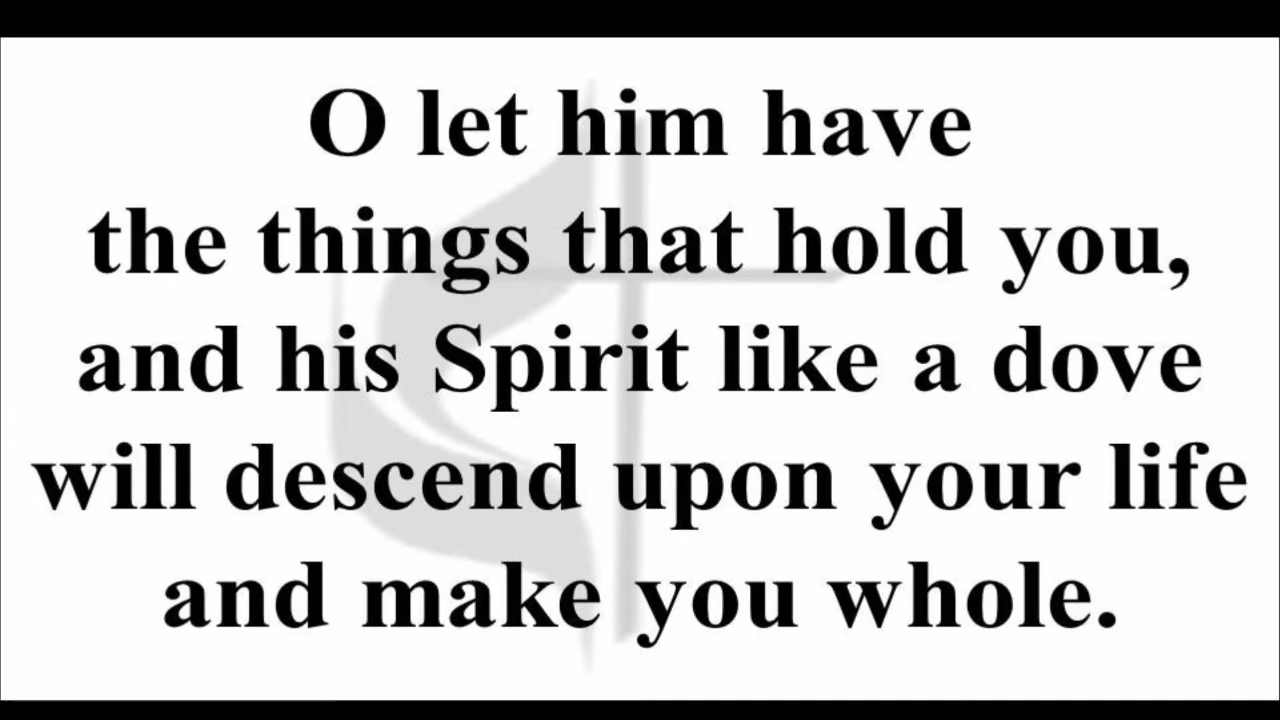 O let him have
the things that hold you,
and his Spirit like a dove
will descend upon your life
and make you whole.